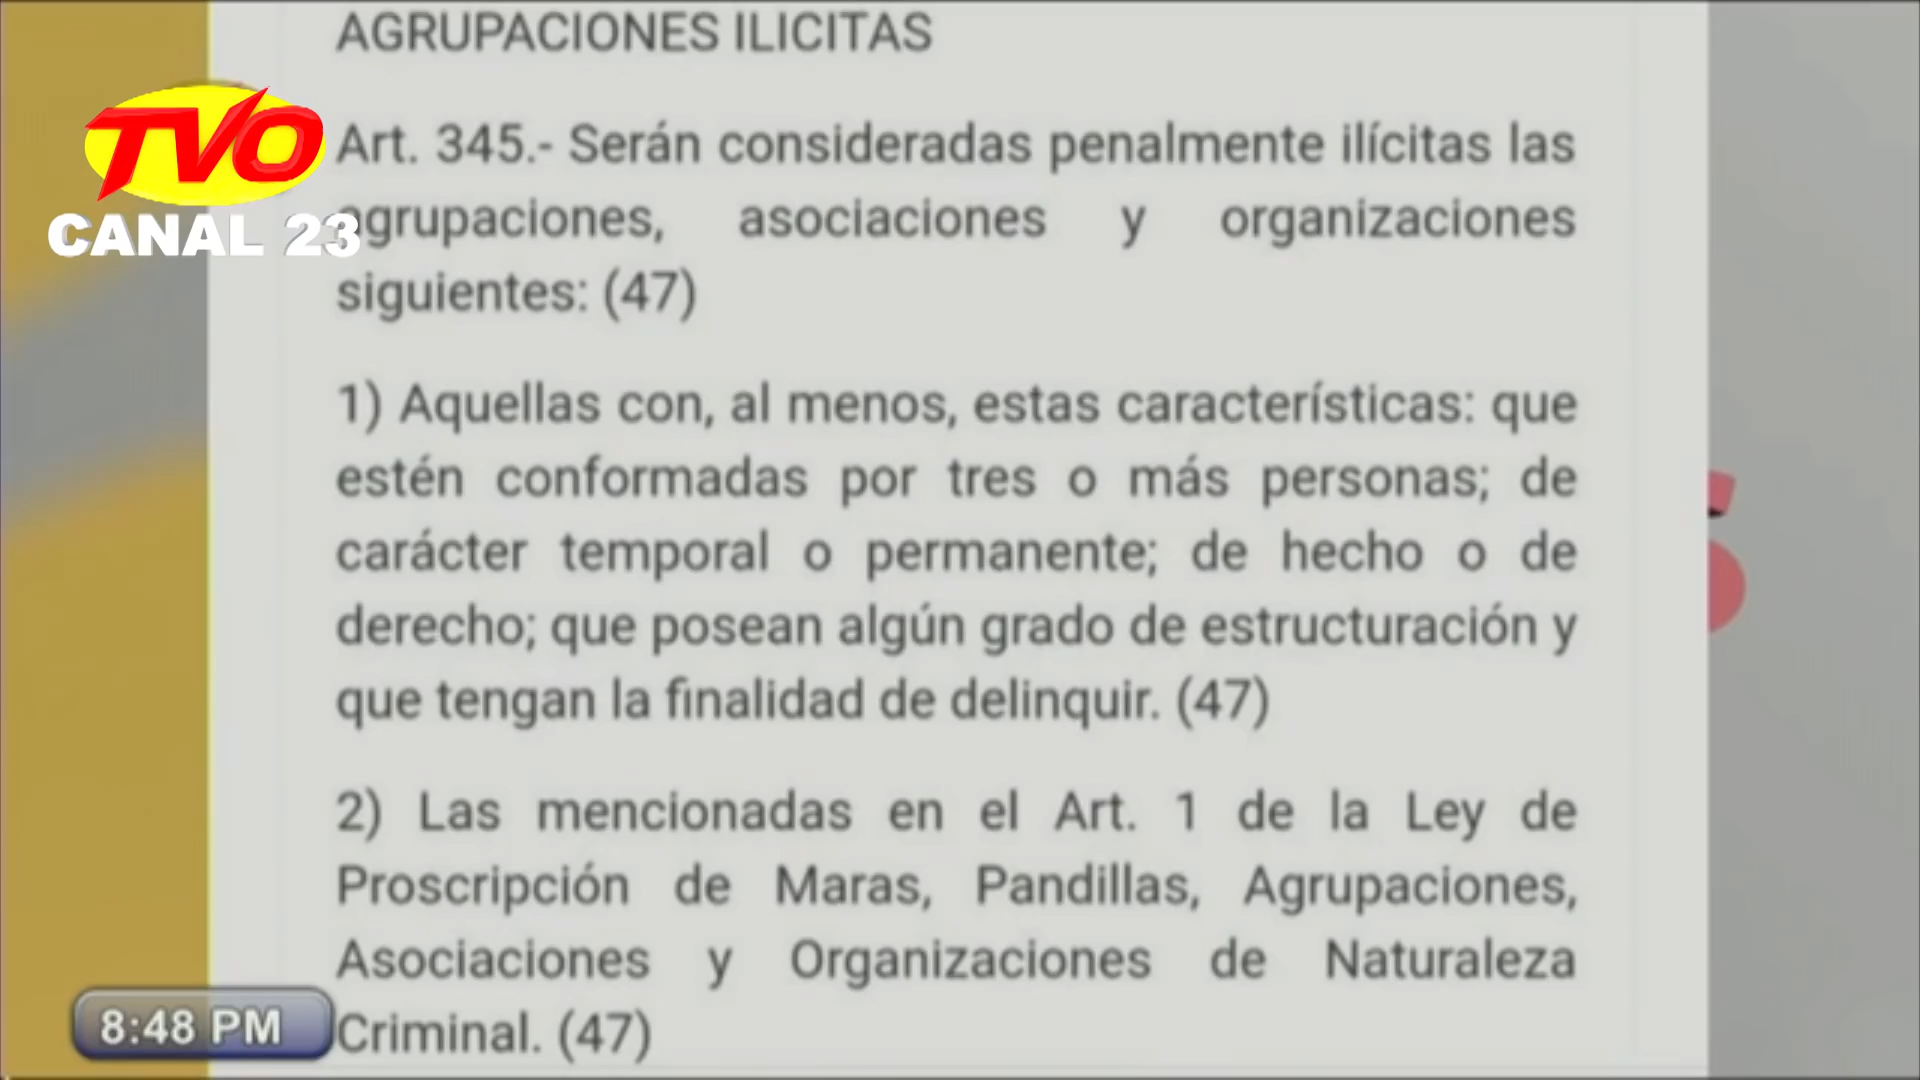 AGRUPACIONES ILICITAS
TVO
CANAL 23
Art. 345.- Serán consideradas penalmente ilícitas las
agrupaciones, asociaciones y organizaciones
siguientes: (47)
1) Aquellas con, al menos, estas características: que
estén conformadas por tres o más personas; de
carácter temporal o permanente; de hecho o de
derecho; que posean algún grado de estructuración y
que tengan la finalidad de delinquir. (47)
2) Las mencionadas en el Art. 1 de la Ley de
Proscripción de Maras, Pandillas, Agrupaciones,
Asociaciones y Organizaciones de Naturaleza
Criminal. (47)
8:48 PM